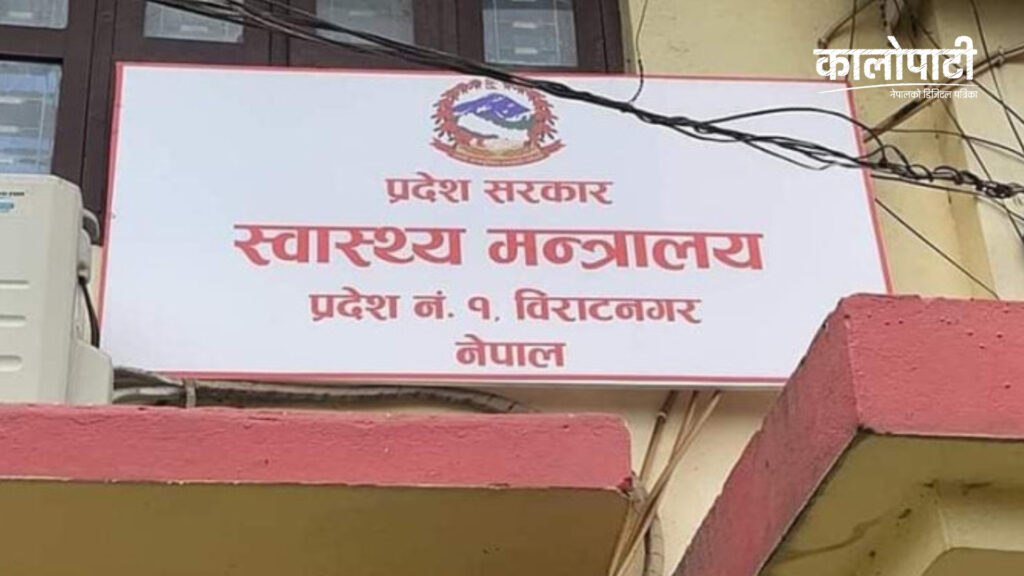 कालोपाटी
नेपालको डिजिटल पत्रिका
प्रदेश सरकार
स्वास्थ्य मन्त्रालय
प्रदेश नं. १, विराटनगर
नेपाल